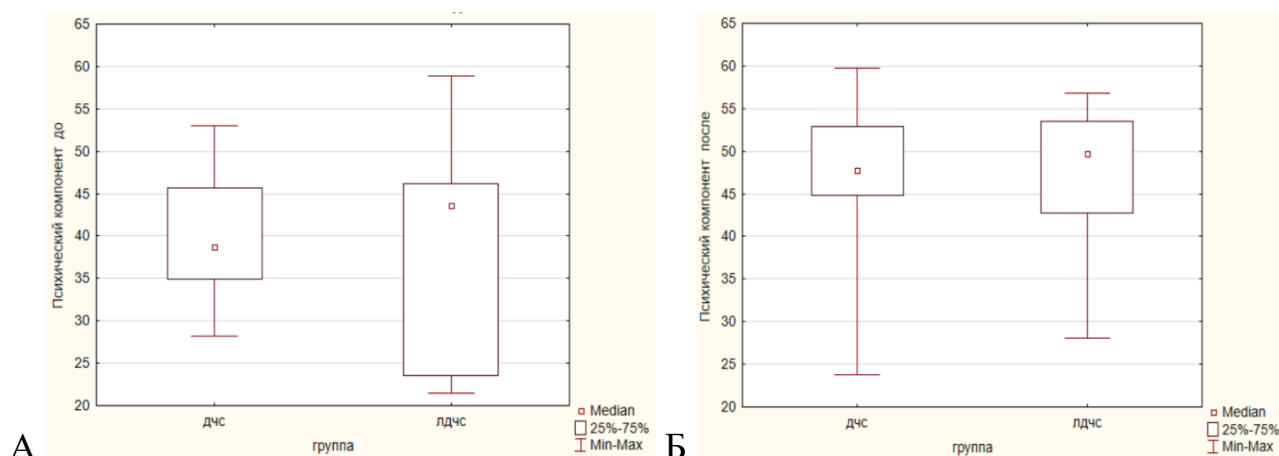 А
Психический компонент до
65
60
55
50
45
40
35
30
25
20
дчс
лдчс
группа
Median
25%-75%
Min-Max
Б
Психический компонент после
65
60
55
50
45
40
35
30
25
20
дчс
лдчс
группа
Median
25%-75%
Min-Max